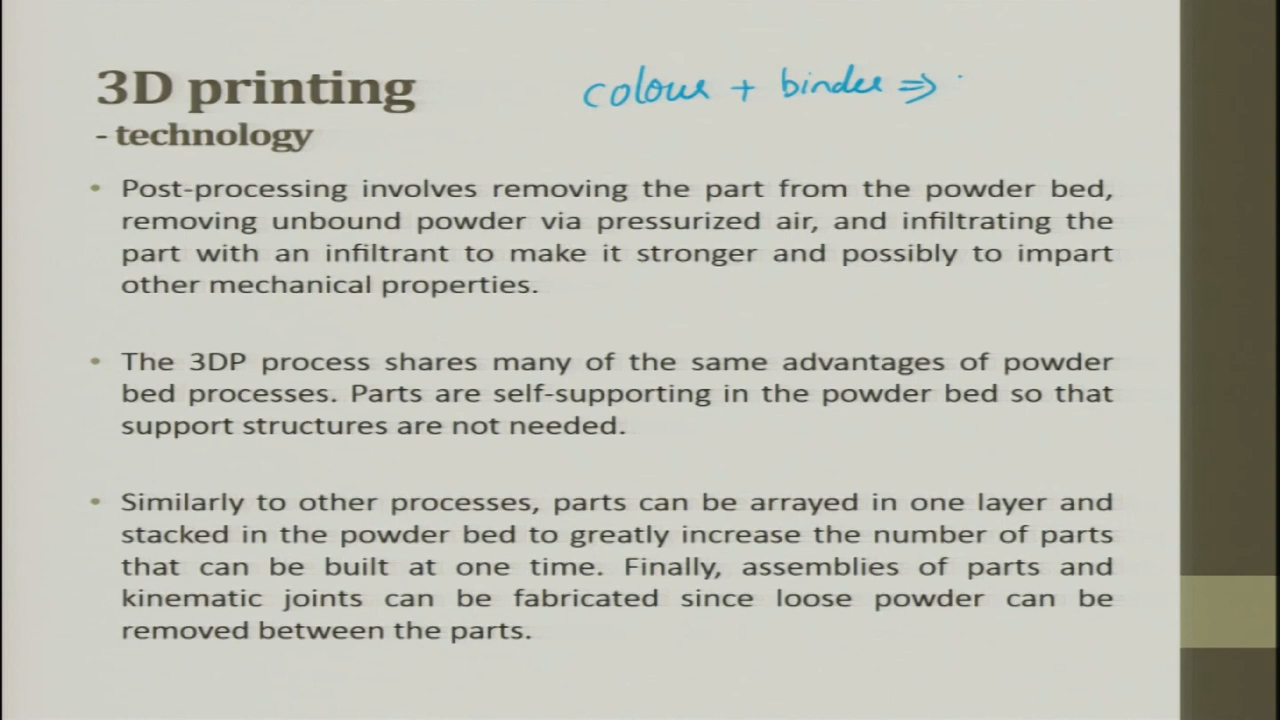 3D printing
colour + binder ⇒
- technology
• Post-processing involves removing the part from the powder bed,
removing unbound powder via pressurized air, and infiltrating the
part with an infiltrant to make it stronger and possibly to impart
other mechanical properties.
• The 3DP process shares many of the same advantages of powder
bed processes. Parts are self-supporting in the powder bed so that
support structures are not needed.
• Similarly to other processes, parts can be arrayed in one layer and
stacked in the powder bed to greatly increase the number of parts
that can be built at one time. Finally, assemblies of parts and
kinematic joints can be fabricated since loose powder can be
removed between the parts.